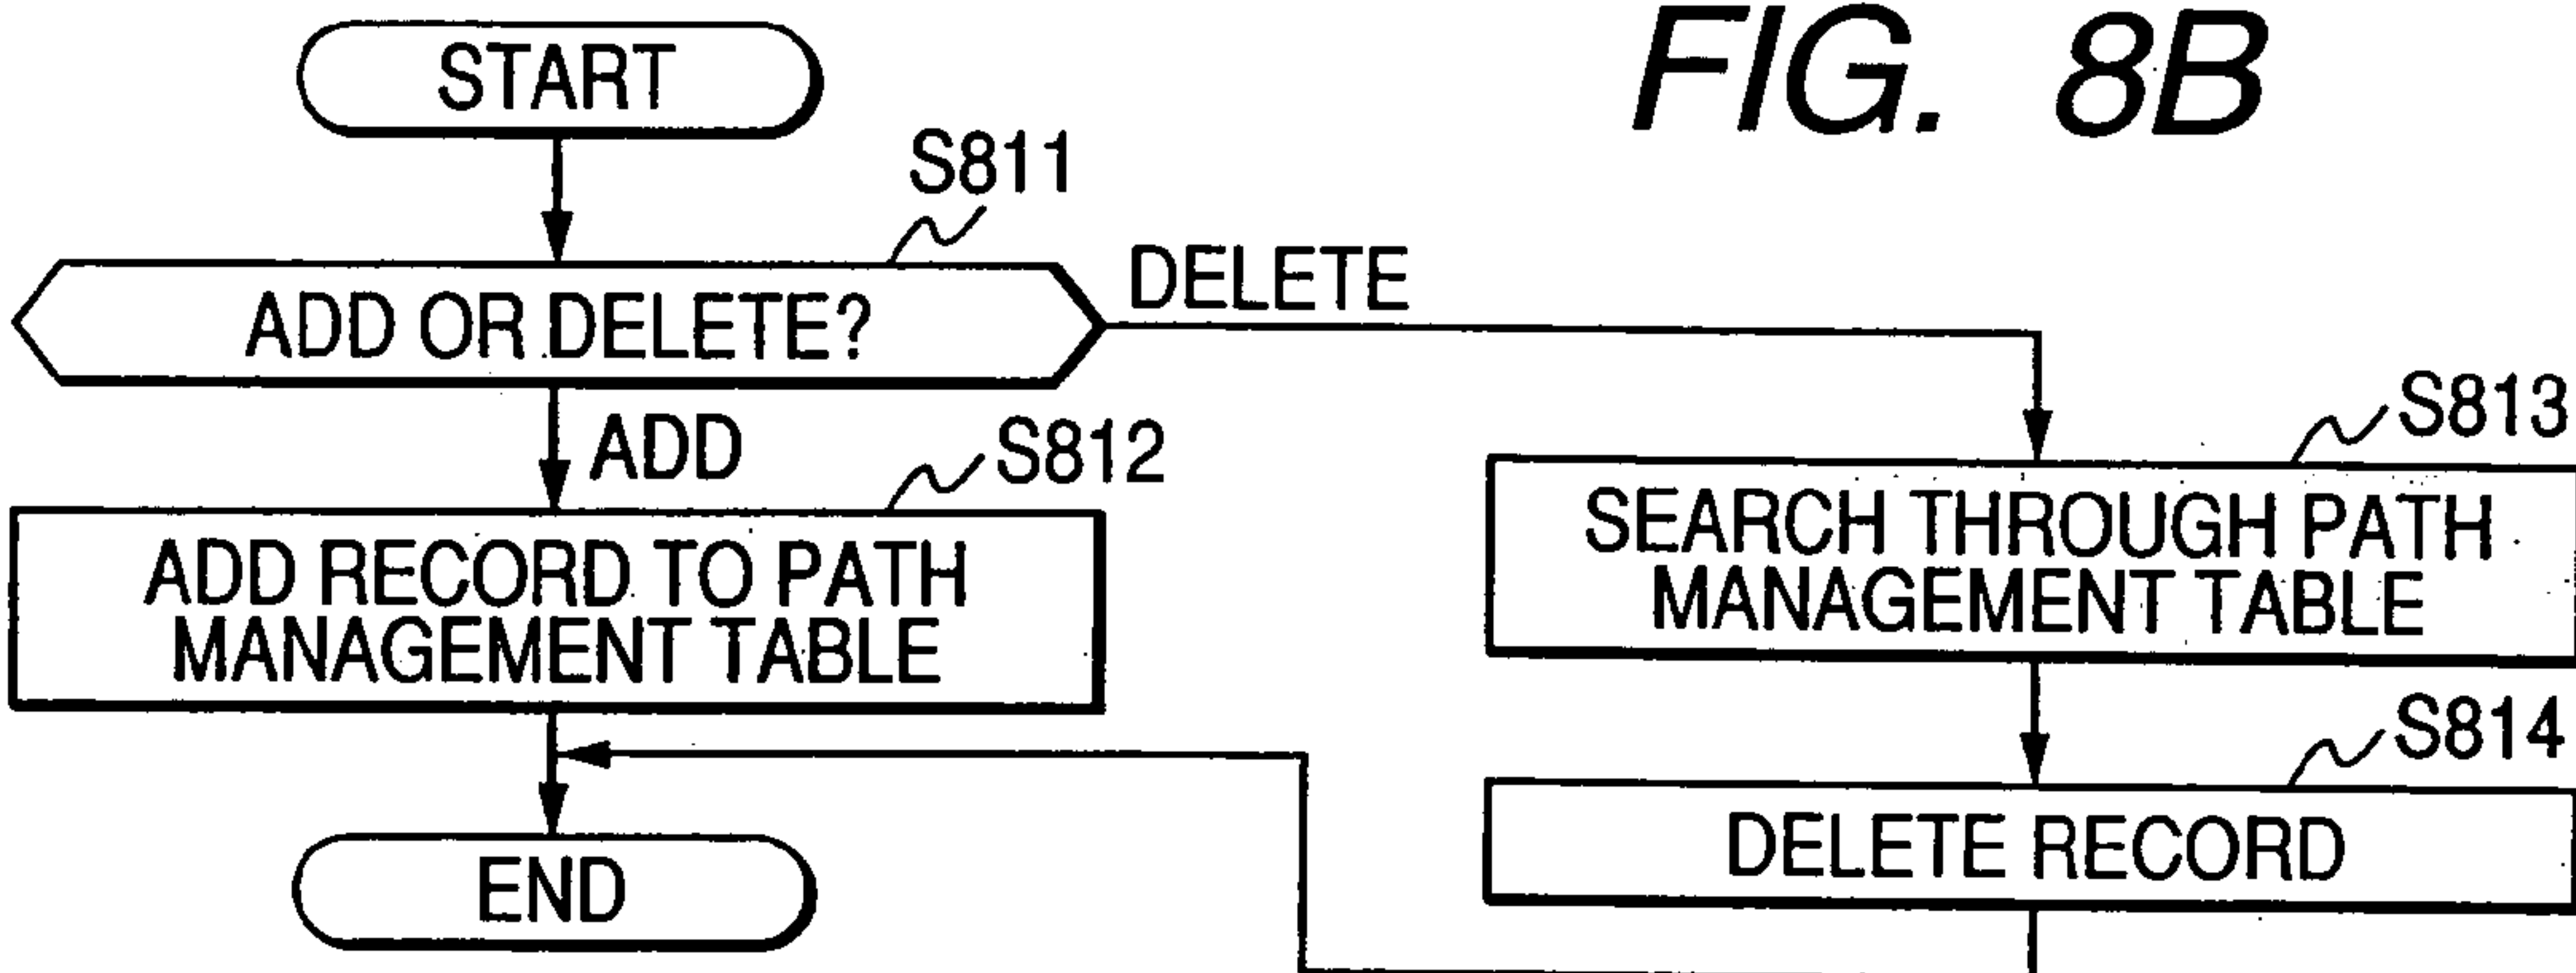 FIG. 8B
START
S811
ADD OR DELETE?
DELETE
ADD
S812
ADD RECORD TO PATH
MANAGEMENT TABLE
S813
SEARCH THROUGH PATH
MANAGEMENT TABLE
S814
DELETE RECORD
END